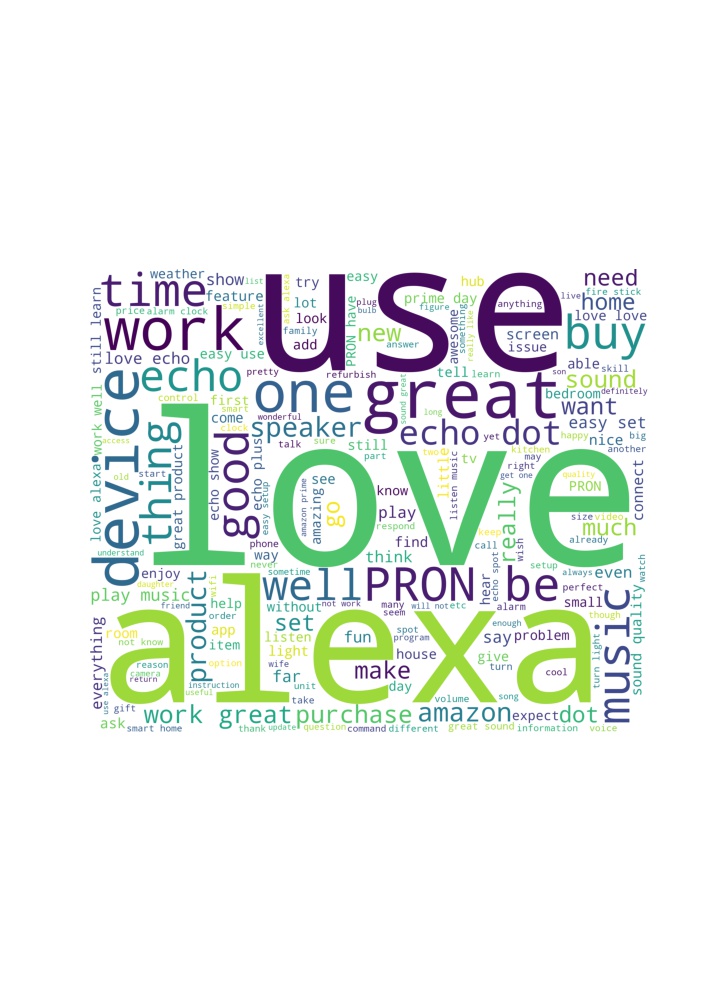 weather
show
list
ask alexa
try
easy
hub
need
time
feature
simple
excellent
lot
plug
PRON have
prime day
anything
live
fire stick
home
use
price
alarm clock
family
look
bulb
figure
something
love love
still learn
work
add
new
answer
awesome
really like
screen
issue
buy
love echo
easy use
pretty
refurbish
tell
learn
son
able
skill
echo
one
great
sound
device
control
smart
first
sound great
long
bedroom
definitely
want
work well
come
clock
wonderful
speaker
echo dot
yet
happy
easy set
nice
big
thing
good
talk
sure
still
two
little
tv
kitchen
may
right
another
access
love alexa
old
start
great product
echo show
echo plus
easy setup
part
love
listen music
get one
quality
PRON
connect
amazon prime
see
amazing
go
know
play
really
size
video
much
respond
keep
understand
phone
way
never
find
call
wish
already
think
echo spot
setup
enjoy
daughter
wifi
sometime
well
PRON be
hear
always
even
watch
play music
friend
product
help
order
without
not work
many
seem
will not
etc
alarm
perfect
small
music
sound quality
everything
room
not know
app
item
set
listen
light
fun
spot
program
enough
say
problem
though
turn light
alexa
reason
camera
return
option
wife
house
give
turn
cool
use alexa
instruction
useful
far
unit
make
day
take
volume
song
gift
ask
work great
purchase
amazon
expect
dot
smart home
thank
update
question
command
different
great sound
information
voice